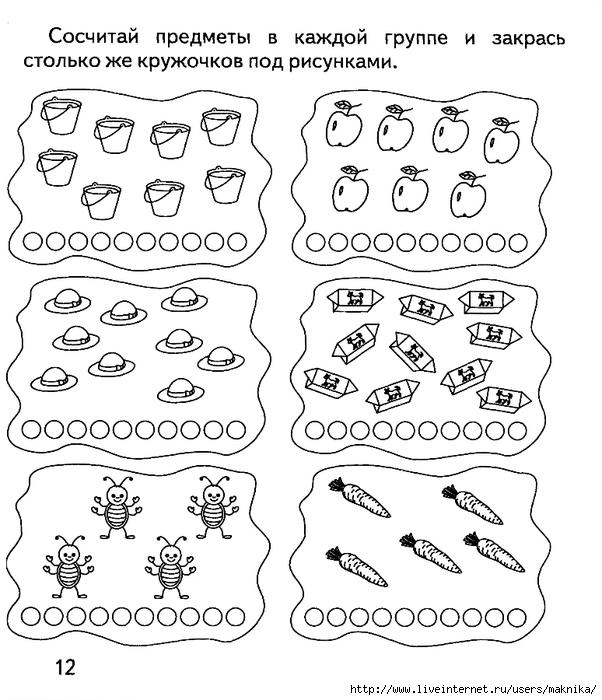 Сосчитай предметы в каждой группе и закрась
столько же кружочков под рисунками.
12
http://www.liveinternet.ru/users/maknika/